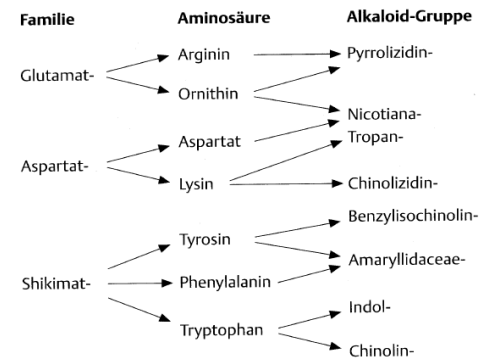 Familie Aminosäure Alkaloid-Gruppe
Arginin Pyrrolizidin-
Glutamat-
Ornithin
Nicotiana-
Aspartat
Tropan-
Aspartat-
Lysin Chinolizidin-
Benzylisochinolin-
Tyrosin
Amaryllidaceae-
Shikimat- Phenylalanin
Indol-
Tryptophan
Chinolin-